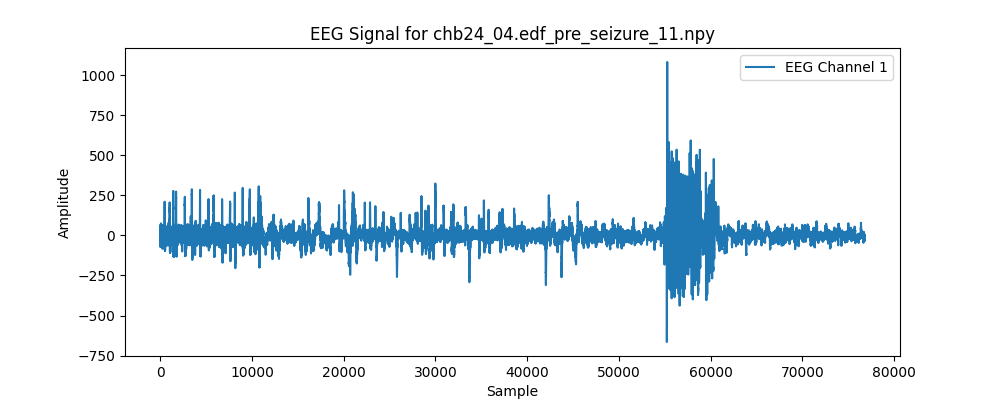 EEG Signal for chb24_04.edf_pre_seizure_11.npy
EEG Channel 1
1000
750
500
250
0
−250
−500
−750
Amplitude
0 10000 20000 30000 40000 50000 60000 70000 80000
Sample